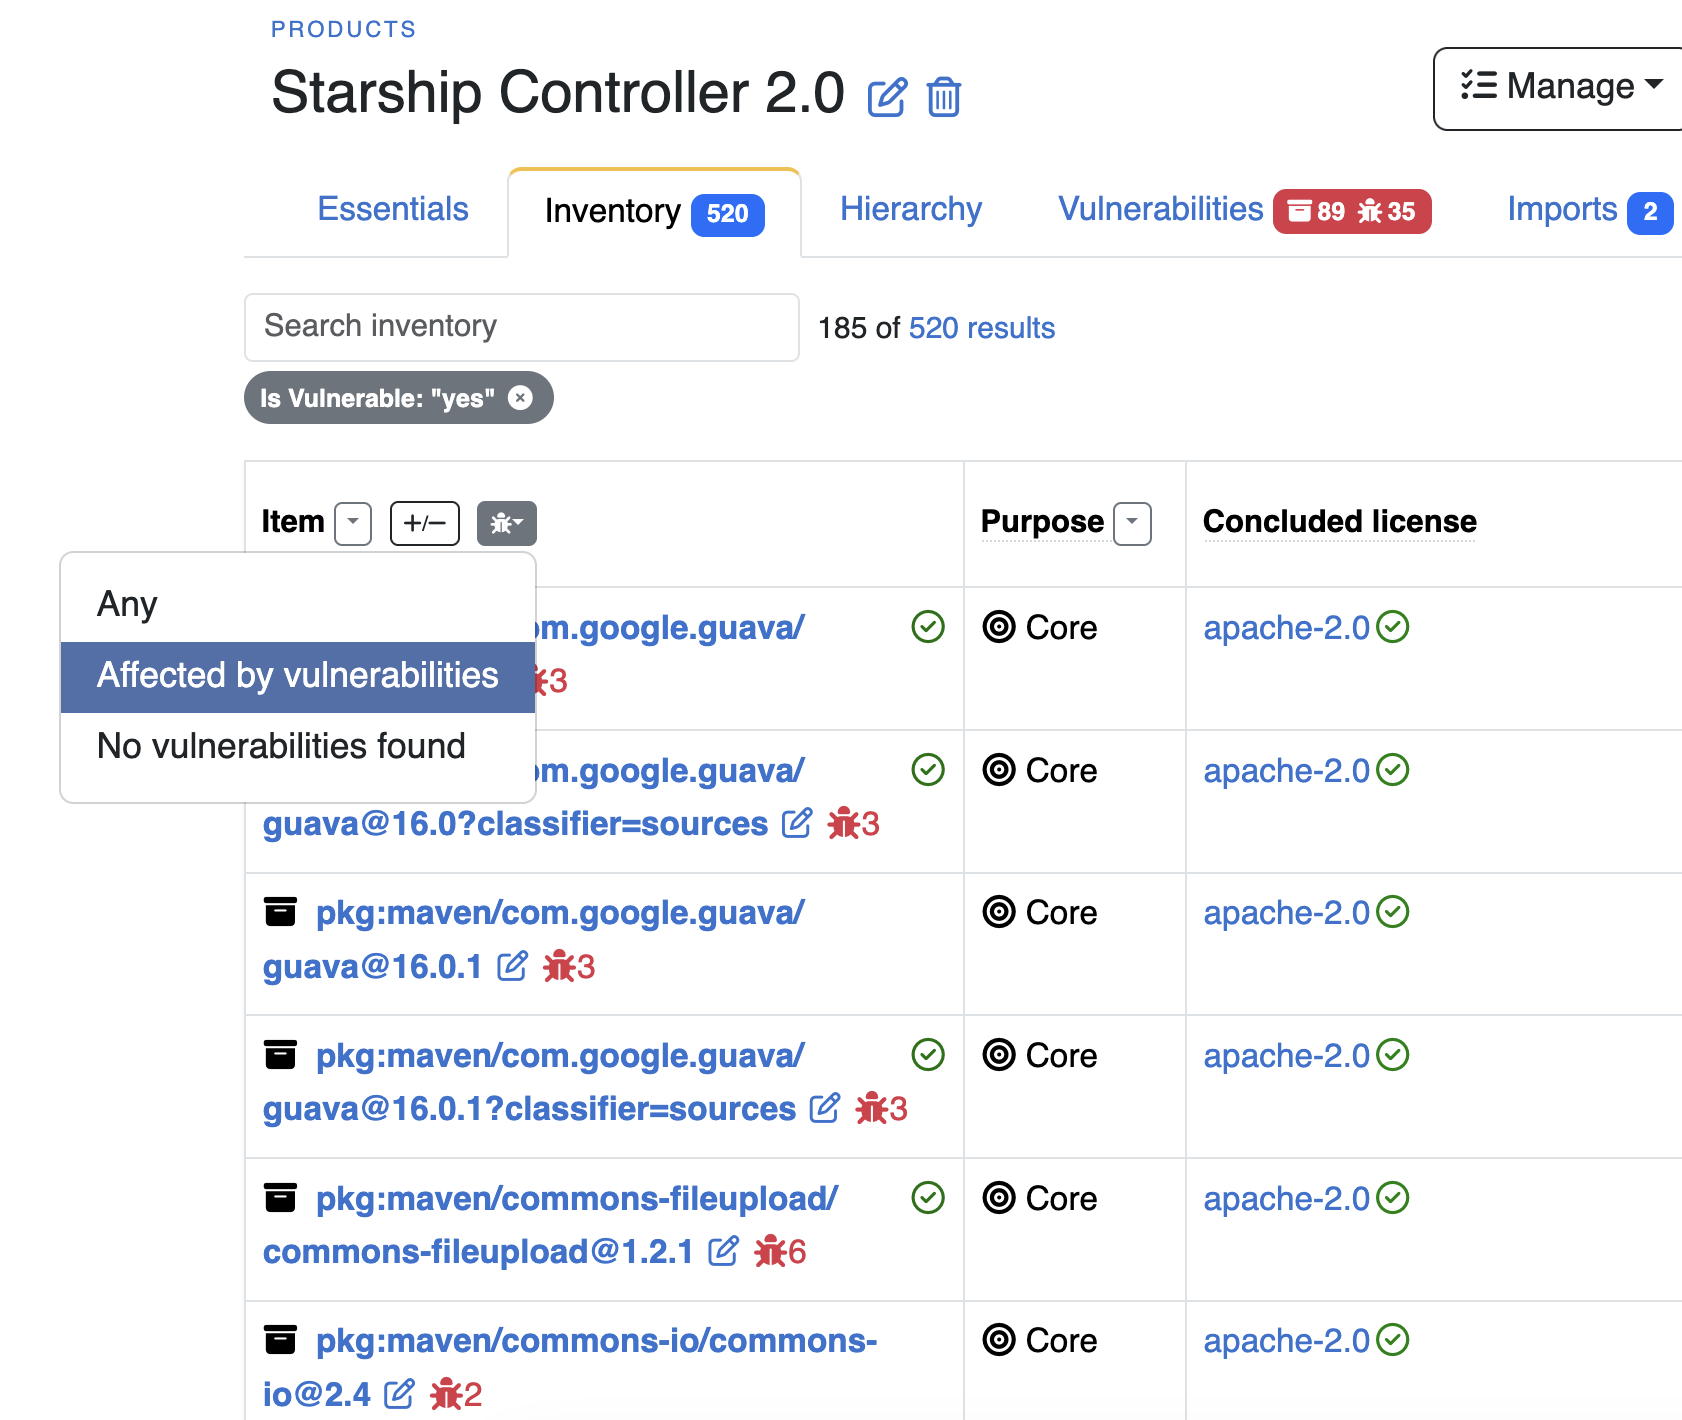 PRODUCTS
Starship Controller 2.0
Manage
Essentials
Inventory 520
Hierarchy
Vulnerabilities 89 35
Imports 2
Search inventory
185 of 520 results
Is Vulnerable: "yes"
Item +/−
Purpose
Concluded license
Any
Affected by vulnerabilities
No vulnerabilities found
om.google.guava/
3
Core
apache-2.0
om.google.guava/
guava@16.0?classifier=sources 3
Core
apache-2.0
pkg:maven/com.google.guava/
guava@16.0.1 3
Core
apache-2.0
pkg:maven/com.google.guava/
guava@16.0.1?classifier=sources 3
Core
apache-2.0
pkg:maven/commons-fileupload/
commons-fileupload@1.2.1 6
Core
apache-2.0
pkg:maven/commons-io/commons-
io@2.4 2
Core
apache-2.0